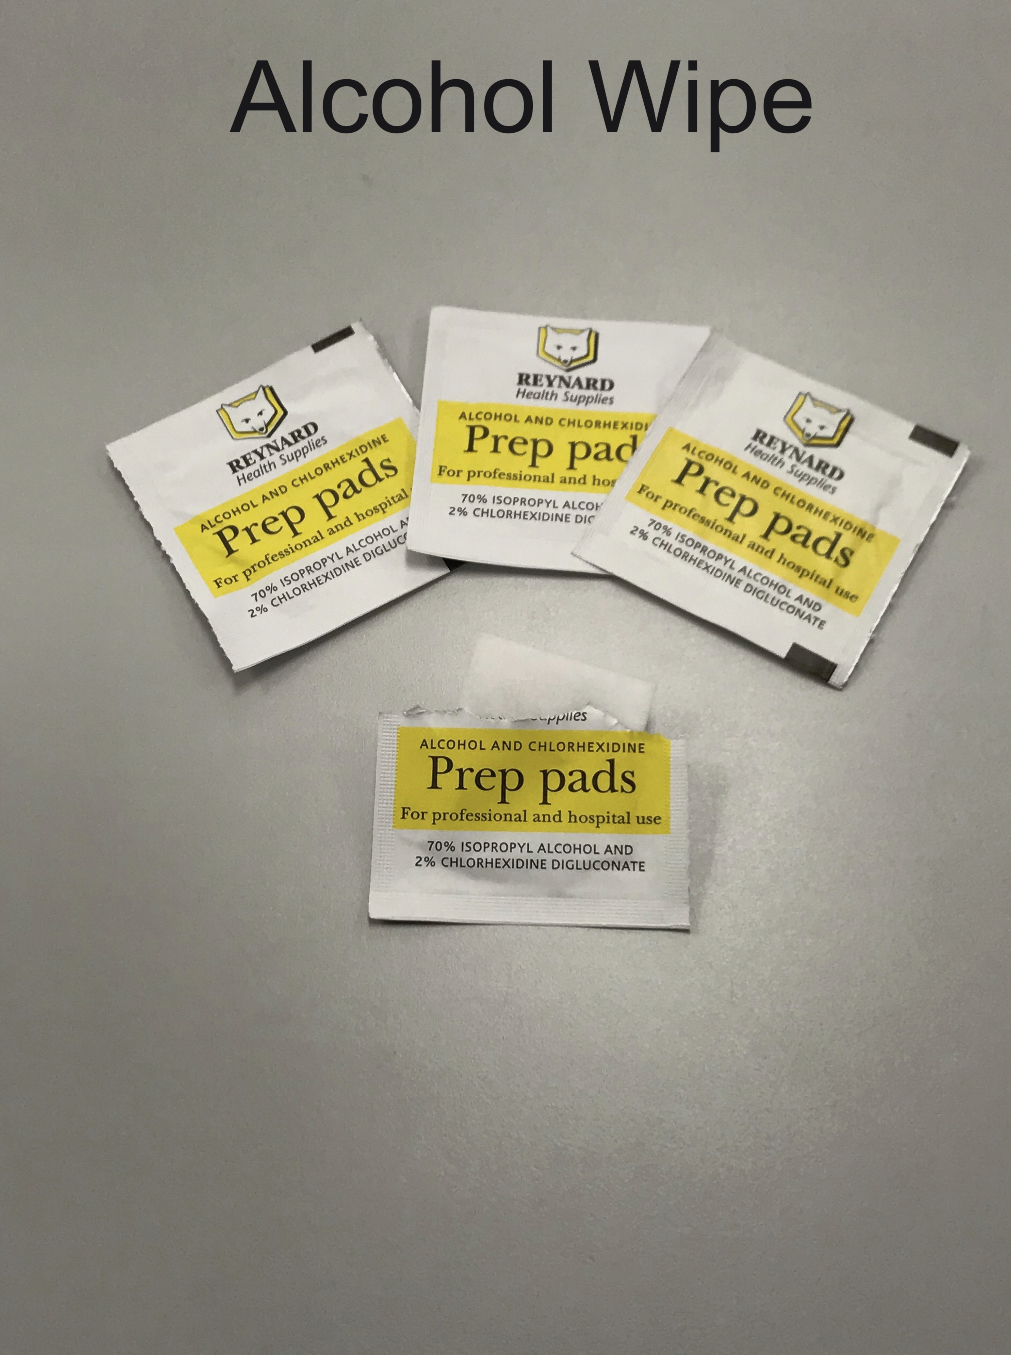 Alcohol Wipe
REYNARD
Health Supplies
ALCOHOL AND CHLORHEXIDINE
Prep pads
For professional and hospital
70% ISOPROPYL ALCOHOL
2% CHLORHEXIDINE
REYNARD
Health Supplies
ALCOHOL AND CHLORHEXIDI
Prep pad
For professional and hos
70% ISOPROPYL ALCOH
2% CHLORHEXIDINE DIG
REYNARD
Health Supplies
ALCOHOL AND CHLORHEXIDINE
Prep pads
For professional and hospital use
70% ISOPROPYL ALCOHOL AND
2% CHLORHEXIDINE DIGLUCONATE
Supplies
ALCOHOL AND CHLORHEXIDINE
Prep pads
For professional and hospital use
70% ISOPROPYL ALCOHOL AND
2% CHLORHEXIDINE DIGLUCONATE